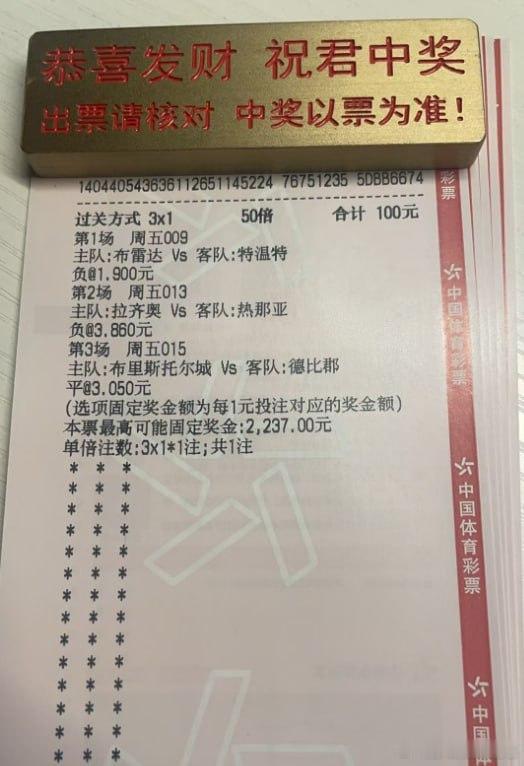 恭喜发财 祝君中奖
出票请核对 中奖以票为准!
140440543636112651145224 76751235 5DBB6674
过关方式 3x1 50倍 合计 100元
第1场 周五009
主队:布雷达 Vs 客队:特温特
负@1.900元
第2场 周五013
主队:拉齐奥 Vs 客队:热那亚
负@3.860元
第3场 周五015
主队:布里斯托尔城 Vs 客队:德比郡
平@3.050元
(选项固定奖金额为每1元投注对应的奖金额)
本票最高可能固定奖金:2,237.00元
单倍注数:3x1*1注;共1注
* * *
* * *
* * *
* * *
* * *
* * *
* * *
* * *
* * *
* * *
* * *
* * *
* * *
彩票
中国体育彩票
中国体育彩票
中国